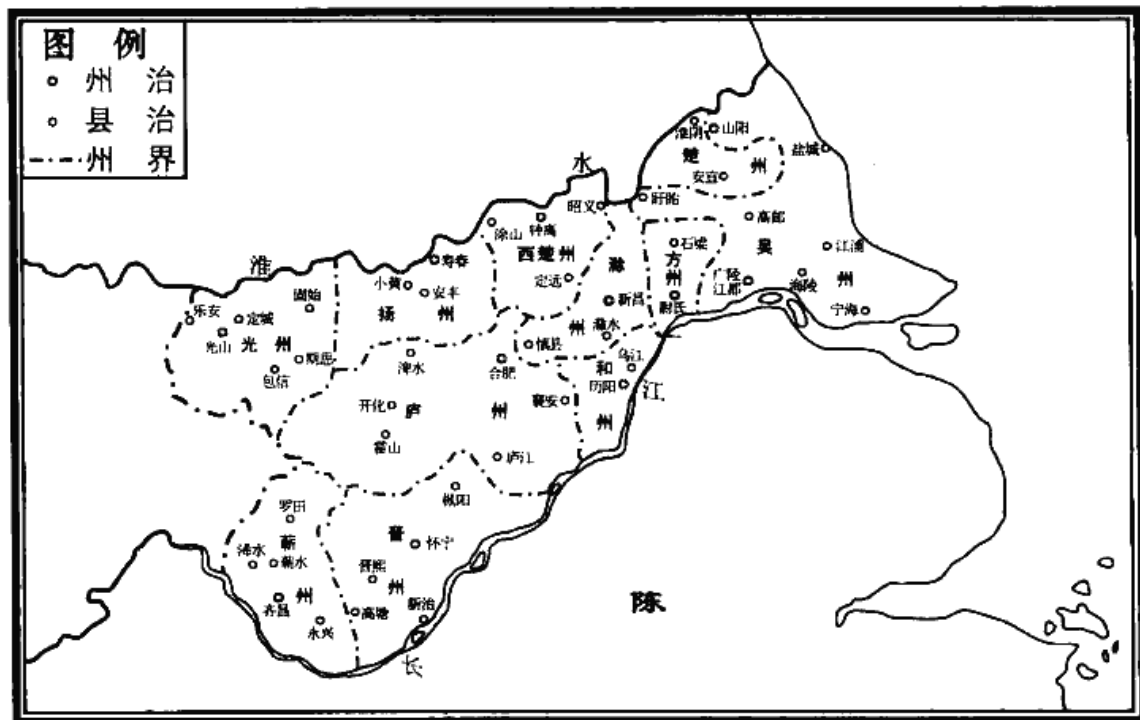 图 例
州 治
县 治
州 界
淮阴
山阳
楚 州
盐城
安宜
水
昭义
盱眙
高邮
涂山
钟离
西楚州
石梁
吴 州
江浦
淮
寿春
滁 州
方州
定远
广陵
江都
海陵
小黄
安丰
固始
扬 州
新昌
尉氏
宁海
乐安
定城
滁水
光山
光 州
慎县
期思
渒水
合肥
和 州
乌江
包信
历阳
江
开化
庐 州
襄安
霍山
庐江
枞阳
罗田
蕲 州
晋 州
怀宁
浠水
蕲水
晋熙
齐昌
陈
高塘
新治
永兴
长